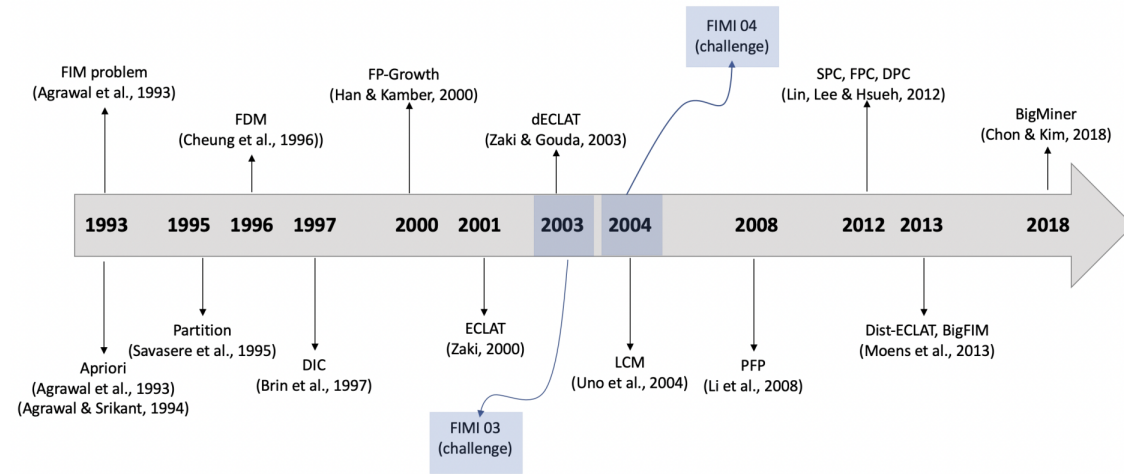 FIMI 04
(challenge)
FIM problem
(Agrawal et al., 1993)
FP-Growth
(Han & Kamber, 2000)
SPC, FPC, DPC
(Lin, Lee & Hsueh, 2012)
FDM
(Cheung et al., 1996))
dECLAT
(Zaki & Gouda, 2003)
BigMiner
(Chon & Kim, 2018)
1993 1995 1996 1997 2000 2001 2003 2004 2008 2012 2013 2018
Partition
(Savasere et al., 1995)
ECLAT
(Zaki, 2000)
Dist-ECLAT, BigFIM
(Moens et al., 2013)
Apriori
(Agrawal et al., 1993)
(Agrawal & Srikant, 1994)
DIC
(Brin et al., 1997)
LCM
(Uno et al., 2004)
PFP
(Li et al., 2008)
FIMI 03
(challenge)